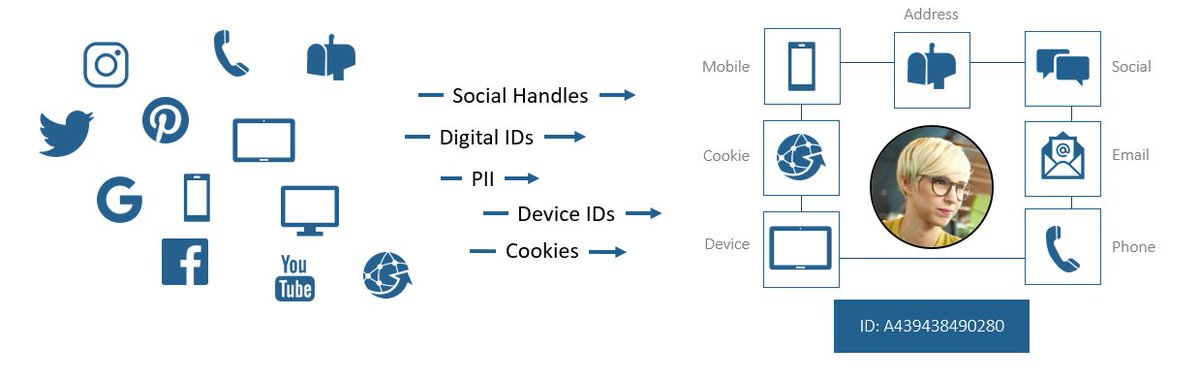 Social Handles
Digital IDs
PII
Device IDs
Cookies
You
Tube
Address
Mobile
Social
Cookie
Email
Device
Phone
ID: A439438490280